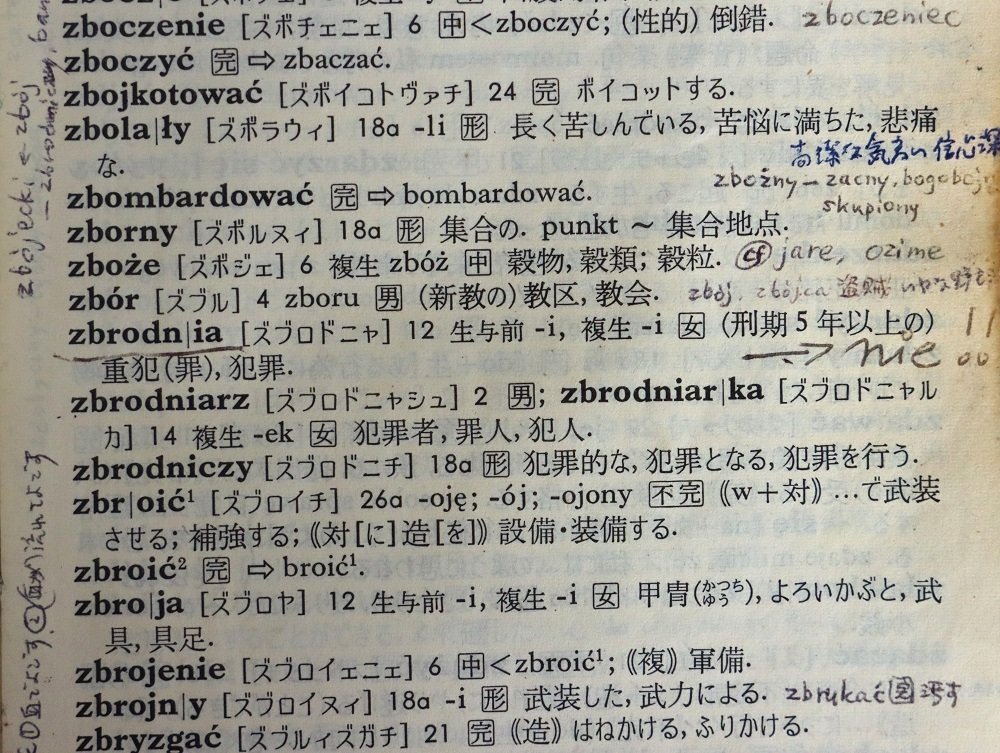 zboczenie [ズボチェニェ] 6 中<zboczyć; (性的) 倒錯. zboczeniec
zboczyć 完 ⇨ zbaczać.
zbojkotować [ズボイコトヴァチ] 24 完 ボイコットする.
zbola|ły [ズボラウィ] 18a -li 形 長く苦しんでいる, 苦悩に満ちた, 悲痛
な.
zbożny – zacny, bogoboj
zbombardować 完 ⇨ bombardować.
skupiony
zborny [ズボルヌィ] 18a 形 集合の. punkt ~ 集合地点.
zboże [ズボジェ] 6 複生 zbóż 中 穀物, 穀類; 穀粒. cf jare, ozime
zbór [ズブル] 4 zboru 男 (新教の) 教区, 教会. zbój, zbójca 盗賊
zbrodn|ia [ズブロドニャ] 12 生与前 -i, 複生 -i 女 (刑期5年以上の)
重犯(罪), 犯罪. → nie
zbrodniarz [ズブロドニャシュ] 2 男; zbrodniar|ka [ズブロドニャル
カ] 14 複生 -ek 女 犯罪者, 罪人, 犯人.
zbrodniczy [ズブロドニチ] 18a 形 犯罪的な, 犯罪となる, 犯罪を行う.
zbr|oić¹ [ズブロイチ] 26a -oję; -ój; -ojony 不完 《w+対》…で武装
させる; 補強する; 《対[に]造[を]》 設備・装備する.
zbroić² 完 ⇨ broić¹.
zbro|ja [ズブロヤ] 12 生与前 -i, 複生 -i 女 甲冑(かっちゅう), よろいかぶと, 武
具, 具足.
zbrojenie [ズブロイェニェ] 6 中<zbroić¹; 《複》 軍備.
zbrojn|y [ズブロイヌィ] 18a -i 形 武装した, 武力による. zbrukać 完 汚す
zbryzgać [ズブルィズガチ] 21 完 《造》 はねかける, ふりかける.